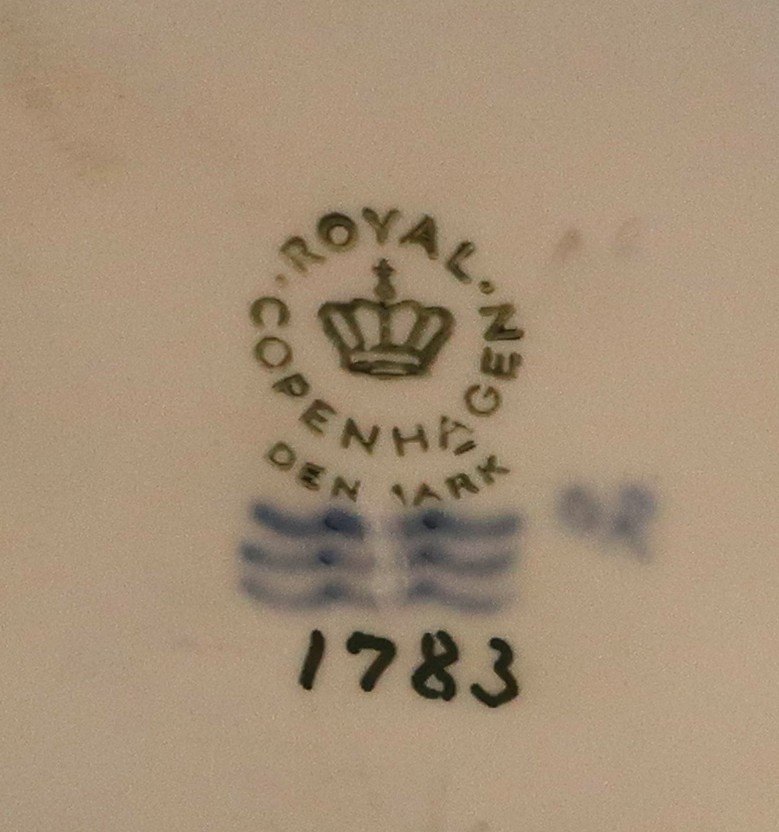 · ROYAL ·
COPENHAGEN
DENMARK
1783